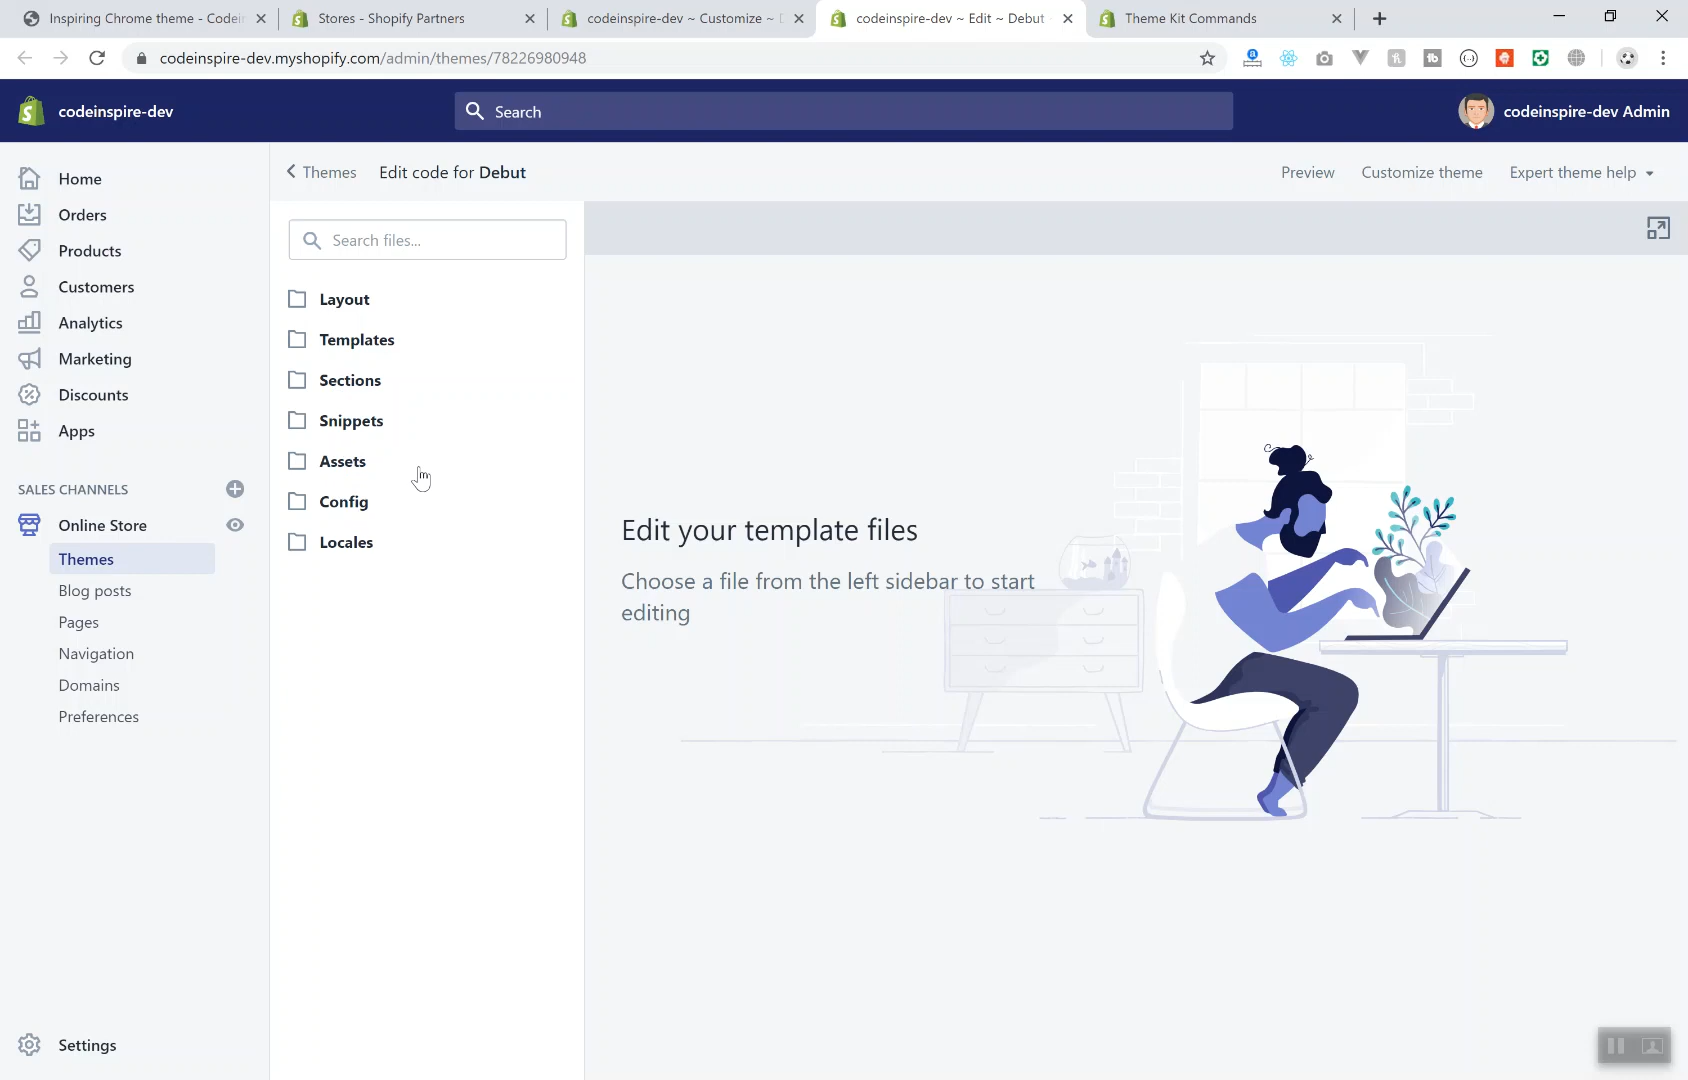 Inspiring Chrome theme - Codein
Stores - Shopify Partners
codeinspire-dev ~ Customize ~ D
codeinspire-dev ~ Edit ~ Debut
Theme Kit Commands
codeinspire-dev.myshopify.com/admin/themes/78226980948
codeinspire-dev
Search
codeinspire-dev Admin
Home
Orders
Products
Customers
Analytics
Marketing
Discounts
Apps
SALES CHANNELS
Online Store
Themes
Blog posts
Pages
Navigation
Domains
Preferences
Settings
Themes
Edit code for Debut
Preview
Customize theme
Expert theme help
Search files...
Layout
Templates
Sections
Snippets
Assets
Config
Locales
Edit your template files
Choose a file from the left sidebar to start
editing